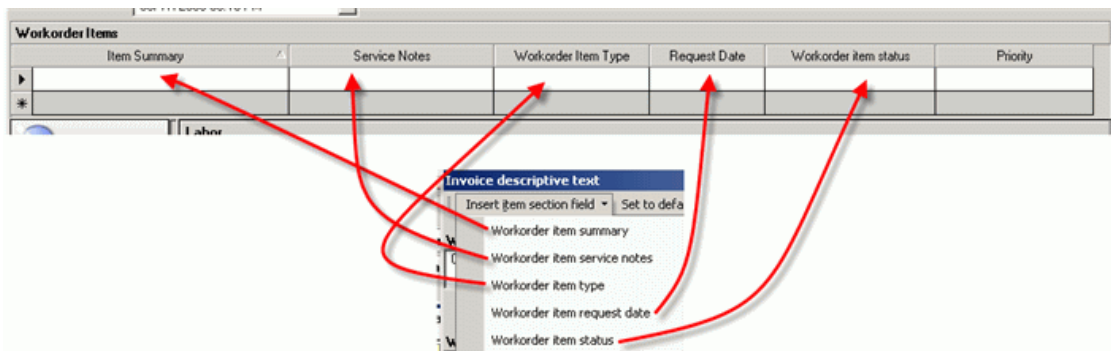 Workorder Items
Item Summary Service Notes Workorder Item Type Request Date Workorder item status Priority
Labor
Invoice descriptive text
Insert item section field Set to defa
Workorder item summary
Workorder item service notes
Workorder item type
Workorder item request date
Workorder item status